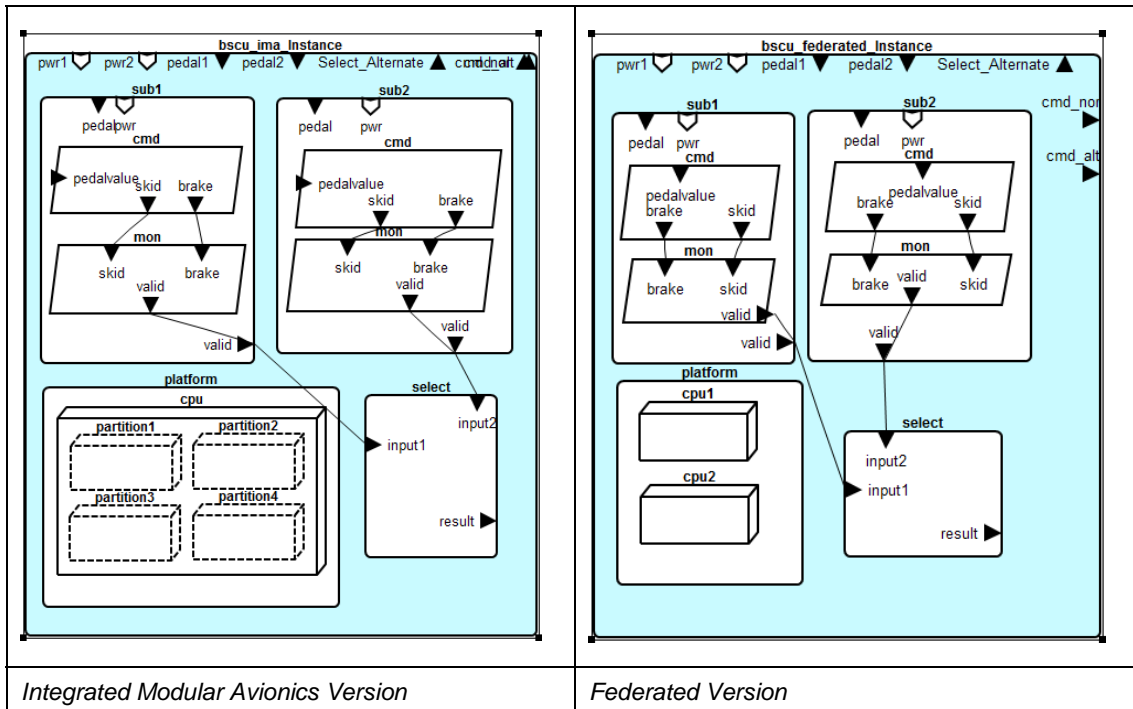 bscu_ima_Instance
pwr1 pwr2 pedal1 pedal2 Select_Alternate
sub1 sub2
pedal pwr pedal pwr
cmd cmd
pedalvalue pedalvalue
skid brake skid brake
mon mon
skid brake skid brake
valid valid
valid valid
platform select
cpu
input2
partition1 partition2
input1
partition3 partition4
result
Integrated Modular Avionics Version
bscu_federated_Instance
pwr1 pwr2 pedal1 pedal2 Select_Alternate
cmd_nor
sub1 sub2
pedal pwr pedal pwr
cmd_alt
cmd cmd
pedalvalue pedalvalue
brake skid brake skid
mon mon
brake skid brake valid skid
valid valid
valid
platform
cpu1
select
input2
cpu2
input1
result
Federated Version